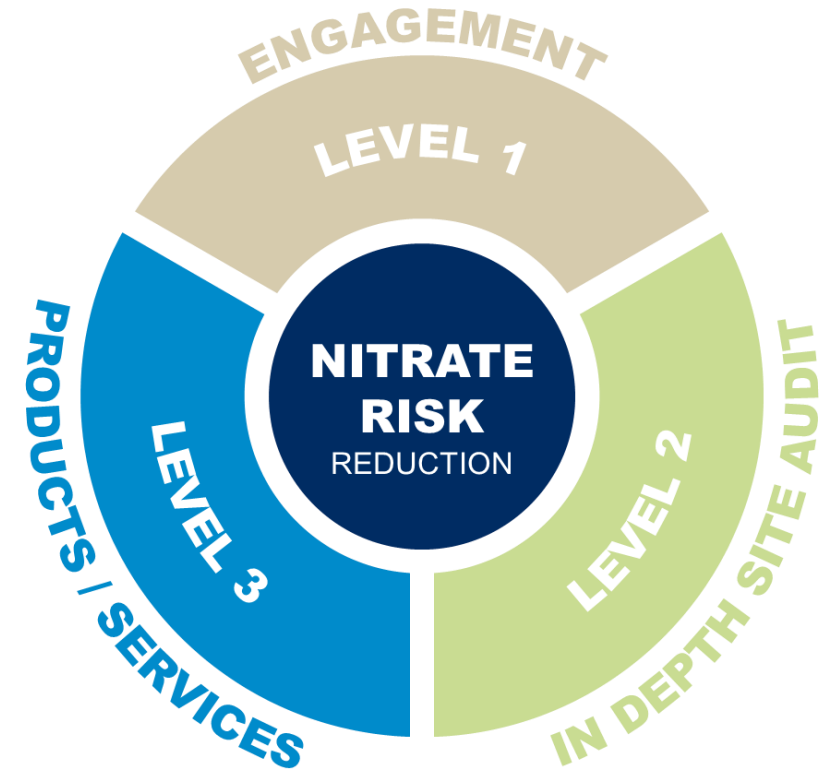 ENGAGEMENT
LEVEL 1
NITRATE
RISK
REDUCTION
LEVEL 2
IN DEPTH SITE AUDIT
LEVEL 3
PRODUCTS / SERVICES